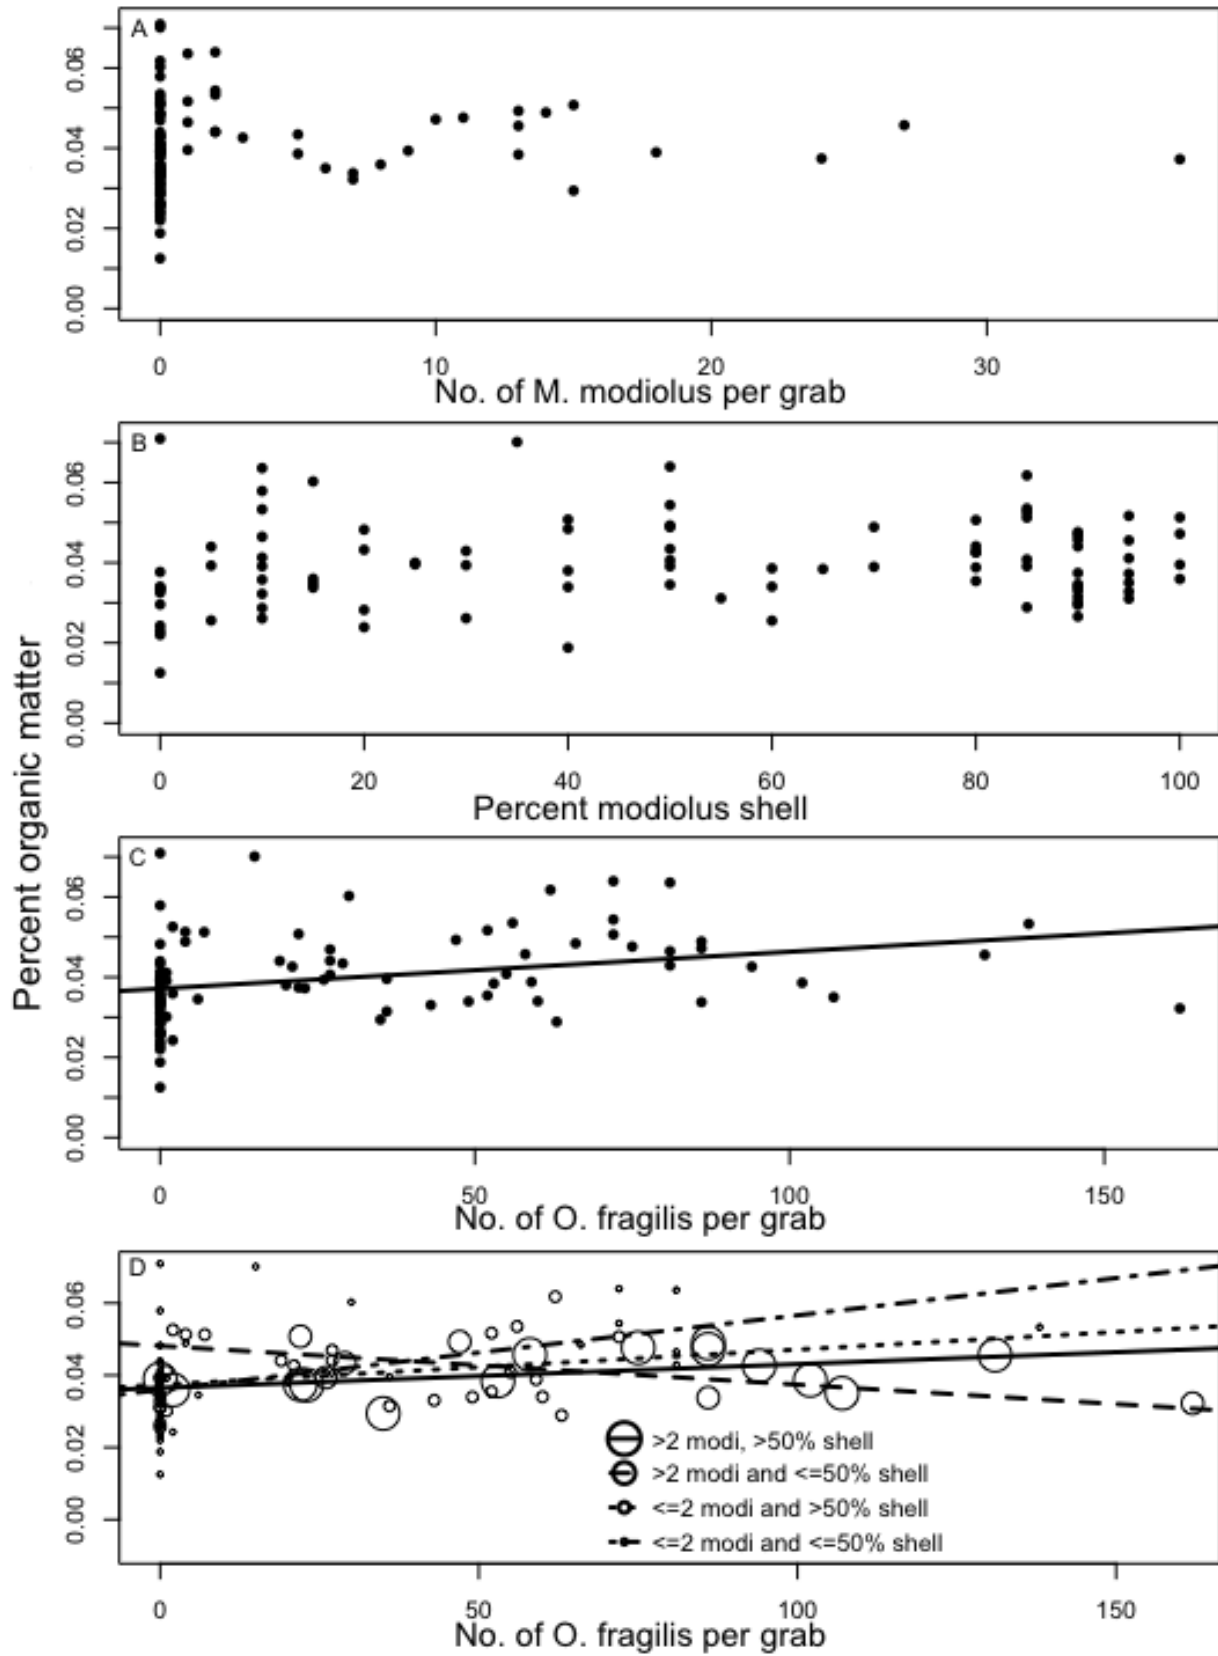 A
0.00 0.02 0.04 0.06
0 10 20 30
No. of M. modiolus per grab
B
0.00 0.02 0.04 0.06
0 20 40 60 80 100
Percent modiolus shell
Percent organic matter
C
0.00 0.02 0.04 0.06
0 50 100 150
No. of O. fragilis per grab
D
0.00 0.02 0.04 0.06
>2 modi, >50% shell
>2 modi and <=50% shell
<=2 modi and >50% shell
<=2 modi and <=50% shell
0 50 100 150
No. of O. fragilis per grab